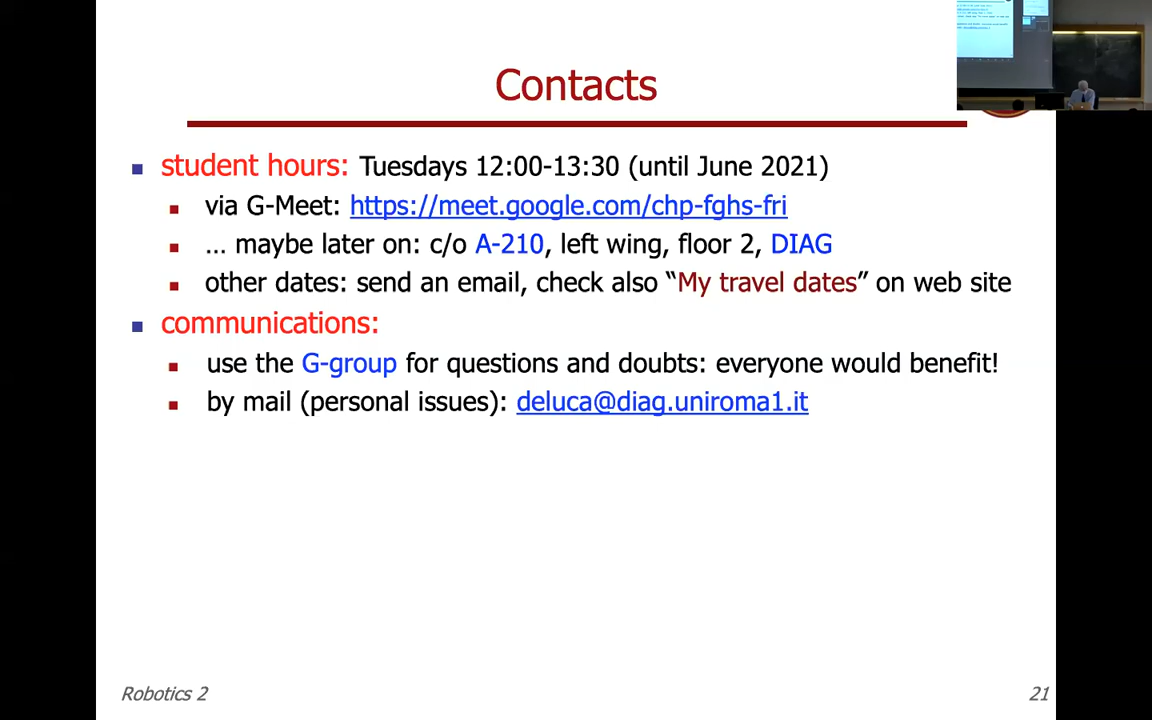 Contacts
student hours: Tuesdays 12:00-13:30 (until June 2021)
via G-Meet: https://meet.google.com/chp-fghs-fri
... maybe later on: c/o A-210, left wing, floor 2, DIAG
other dates: send an email, check also “My travel dates” on web site
communications:
use the G-group for questions and doubts: everyone would benefit!
by mail (personal issues): deluca@diag.uniroma1.it
Robotics 2
21